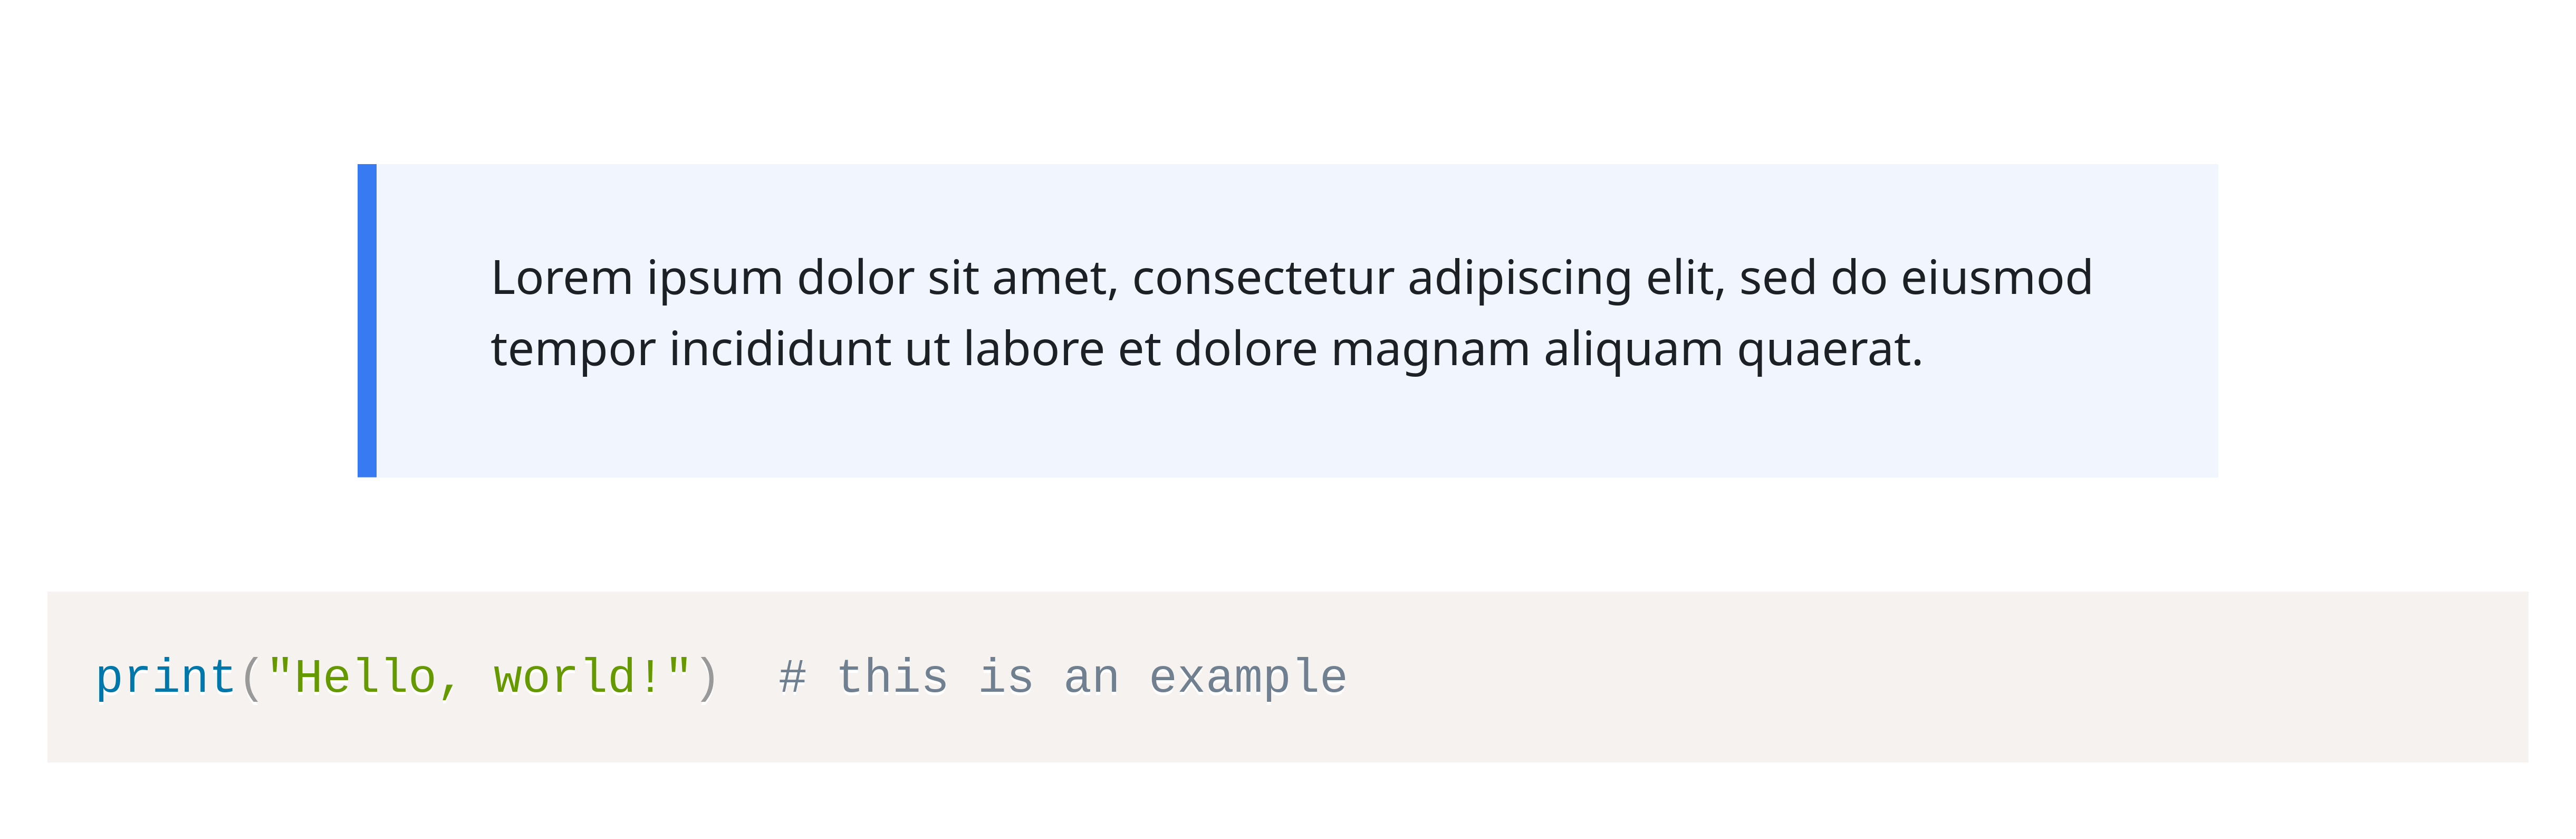 Lorem ipsum dolor sit amet, consectetur adipiscing elit, sed do eiusmod
tempor incididunt ut labore et dolore magnam aliquam quaerat.
print("Hello, world!")  # this is an example